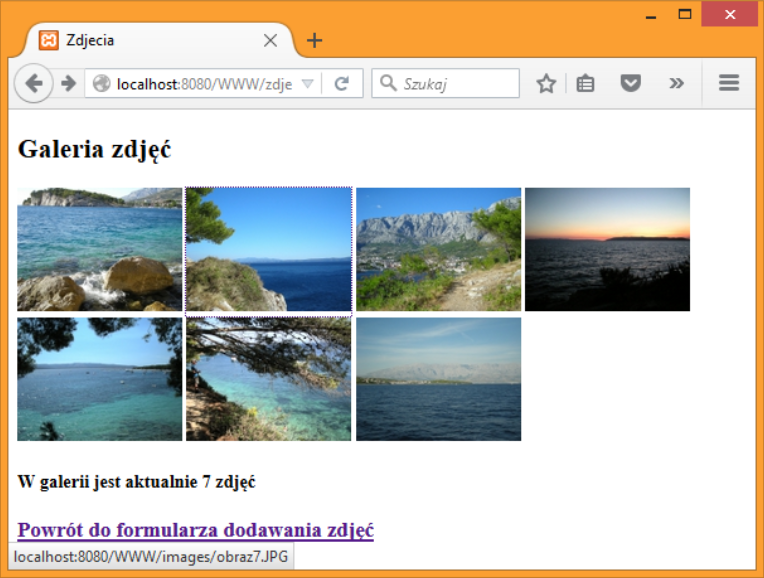 Zdjecia
localhost:8080/WWW/zdje
Szukaj
Galeria zdjęć
W galerii jest aktualnie 7 zdjęć
Powrót do formularza dodawania zdjęć
localhost:8080/WWW/images/obraz7.JPG